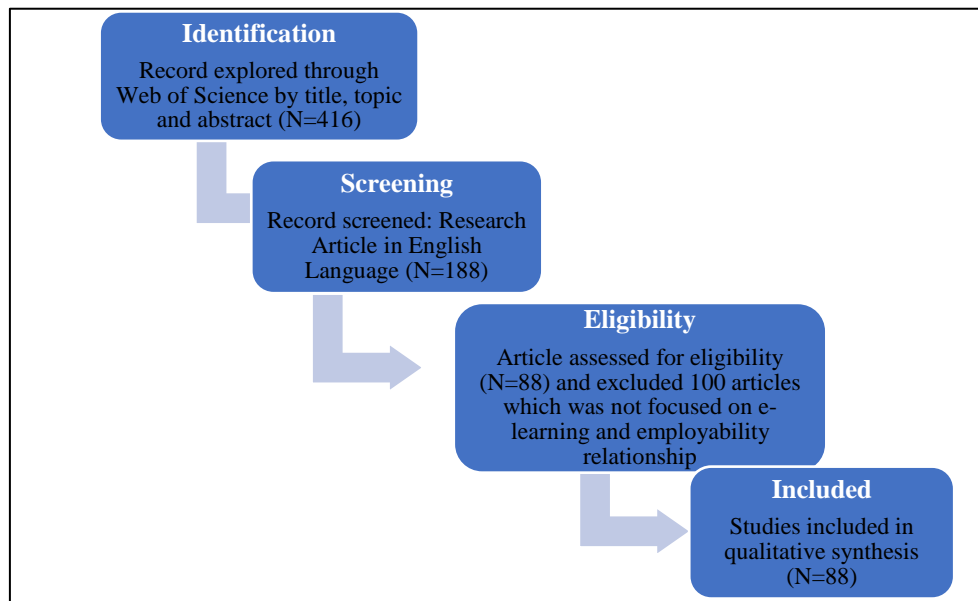 Identification
Record explored through
Web of Science by title, topic
and abstract (N=416)
Screening
Record screened: Research
Article in English
Language (N=188)
Eligibility
Article assessed for eligibility
(N=88) and excluded 100 articles
which was not focused on e-
learning and employability
relationship
Included
Studies included in
qualitative synthesis
(N=88)